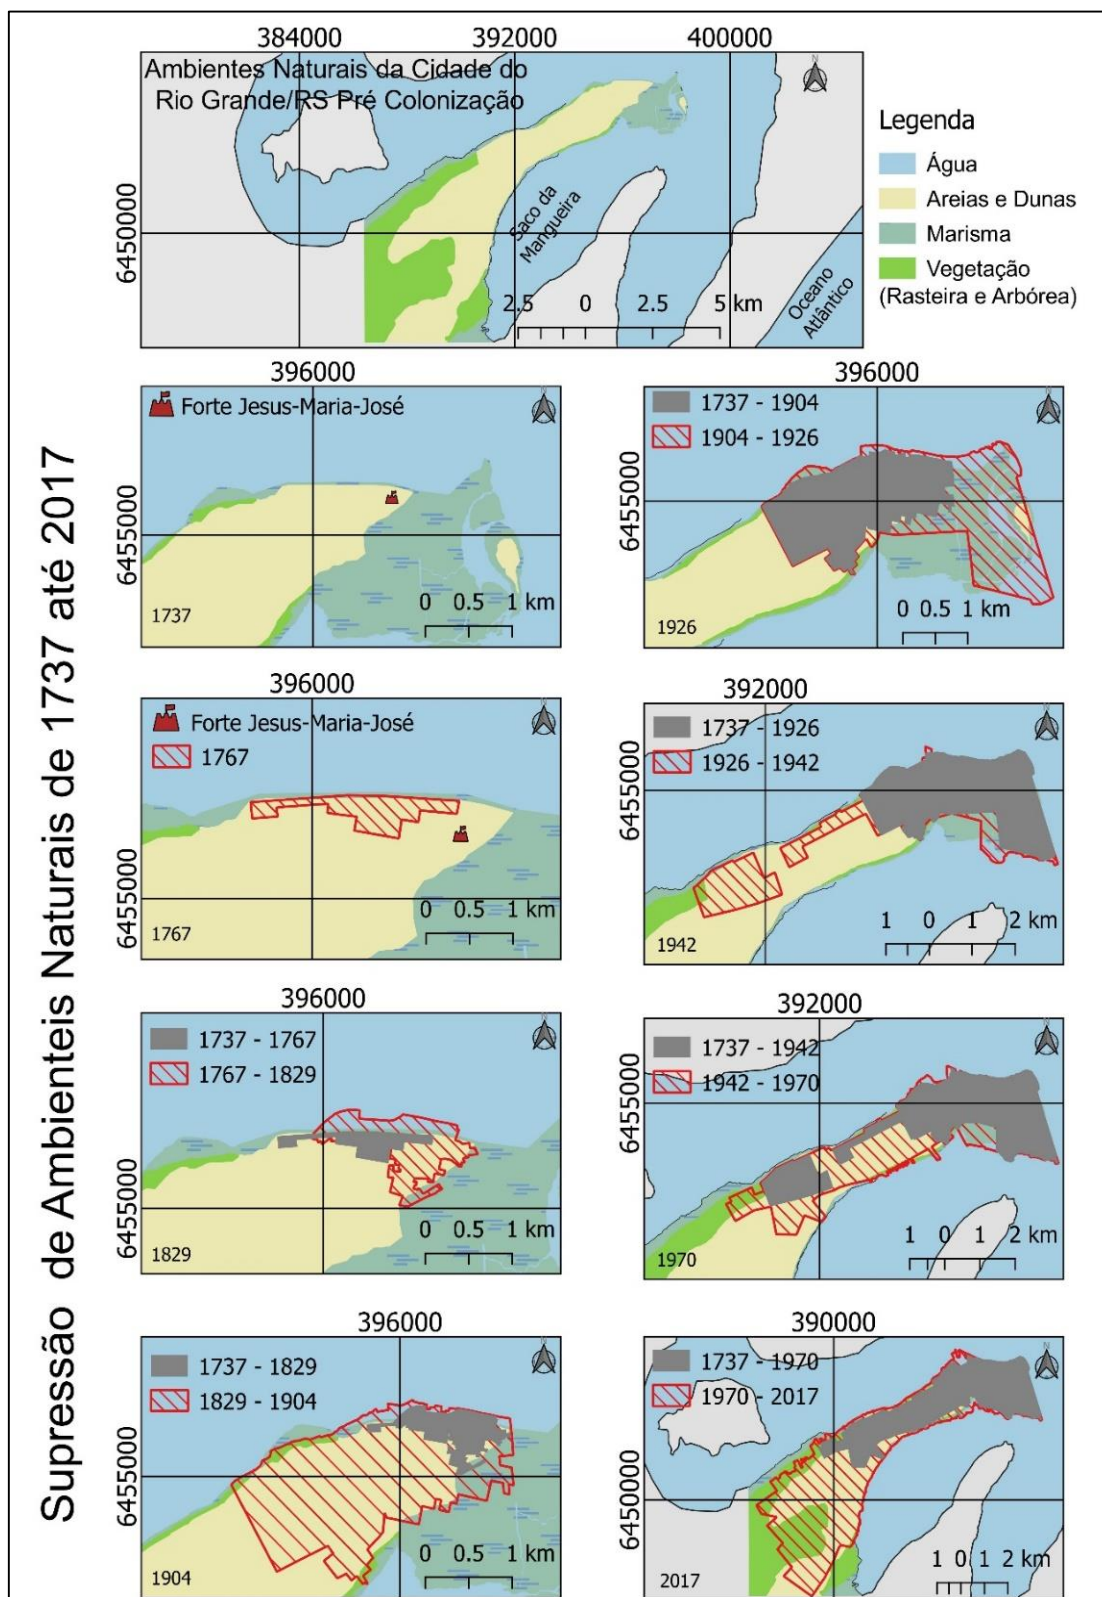 Supressão de Ambienteis Naturais de 1737 até 2017
384000 392000 400000
Ambientes Naturais da Cidade do
Rio Grande/RS Pré Colonização
N
6450000
Saco da
Mangueira
Oceano
Atlântico
2.5 0 2.5 5 km
Legenda
Água
Areias e Dunas
Marisma
Vegetação
(Rasteira e Arbórea)
396000
Forte Jesus-Maria-José
N
6455000
0 0.5 1 km
1737
396000
Forte Jesus-Maria-José
1767
N
6455000
0 0.5 1 km
1767
396000
1737 - 1767
1767 - 1829
N
6455000
0 0.5 1 km
1829
396000
1737 - 1829
1829 - 1904
N
6455000
0 0.5 1 km
1904
396000
1737 - 1904
1904 - 1926
N
6455000
0 0.5 1 km
1926
392000
1737 - 1926
1926 - 1942
N
6455000
1 0 1 2 km
1942
392000
1737 - 1942
1942 - 1970
N
6455000
1 0 1 2 km
1970
390000
1737 - 1970
1970 - 2017
N
6450000
1 0 1 2 km
2017